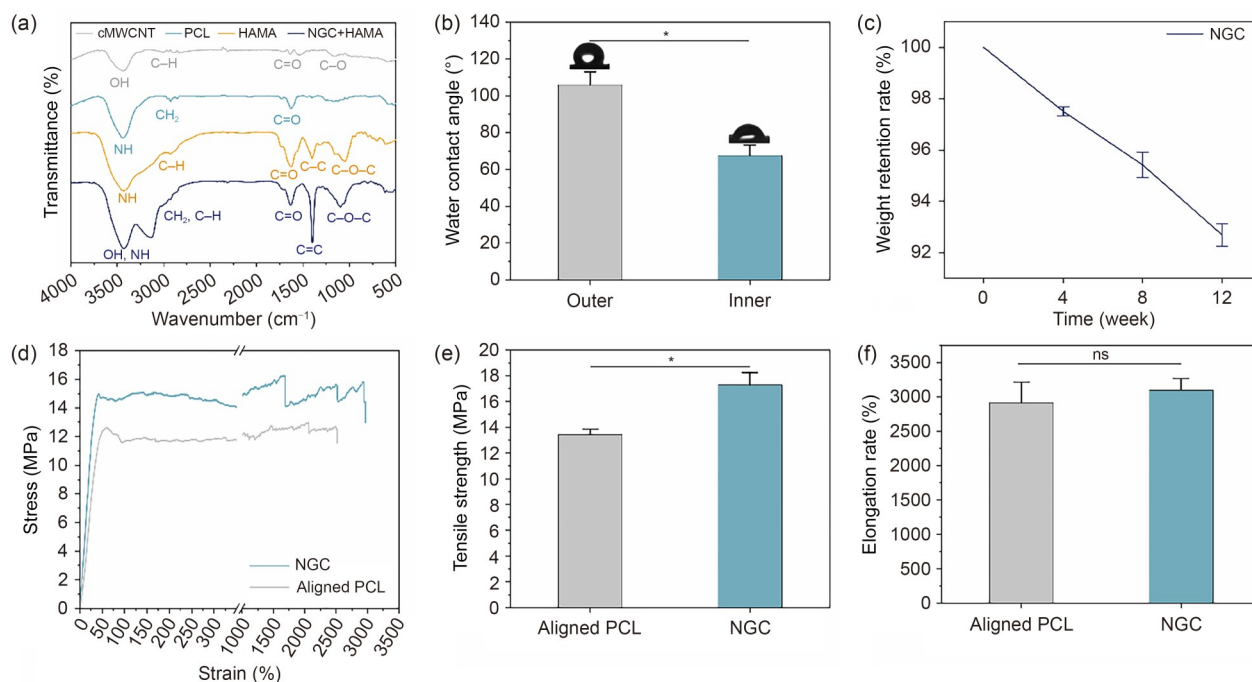 (a)
cMWCNT PCL HAMA NGC+HAMA
OH
C–H
C=O
C–O
NH
CH₂
C=O
NH
C–H
C=O
C–C
C–O–C
OH, NH
CH₂, C–H
C=O
C=C
C–O–C
Transmittance (%)
4000 3500 3000 2500 2000 1500 1000 500
Wavenumber (cm⁻¹)
(b)
140
120
100
80
60
40
20
0
*
Water contact angle (°)
Outer Inner
(c)
100
98
96
94
92
NGC
Weight retention rate (%)
0 4 8 12
Time (week)
(d)
18
16
14
12
10
8
6
4
2
0
Stress (MPa)
NGC
Aligned PCL
0 50 100 150 200 250 300 1000 1000 1500 2000 2500 3000 3500
Strain (%)
(e)
20
18
16
14
12
10
8
6
4
2
0
*
Tensile strength (MPa)
Aligned PCL NGC
(f)
3500
3000
2500
2000
1500
1000
500
0
ns
Elongation rate (%)
Aligned PCL NGC